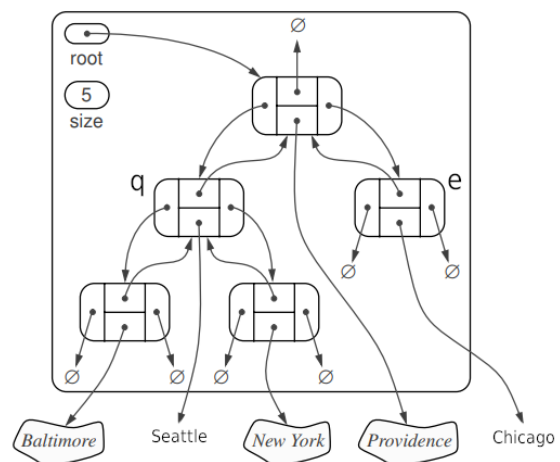 ∅
root
5
size
q
e
∅ ∅
∅ ∅ ∅ ∅
Baltimore Seattle New York Providence Chicago